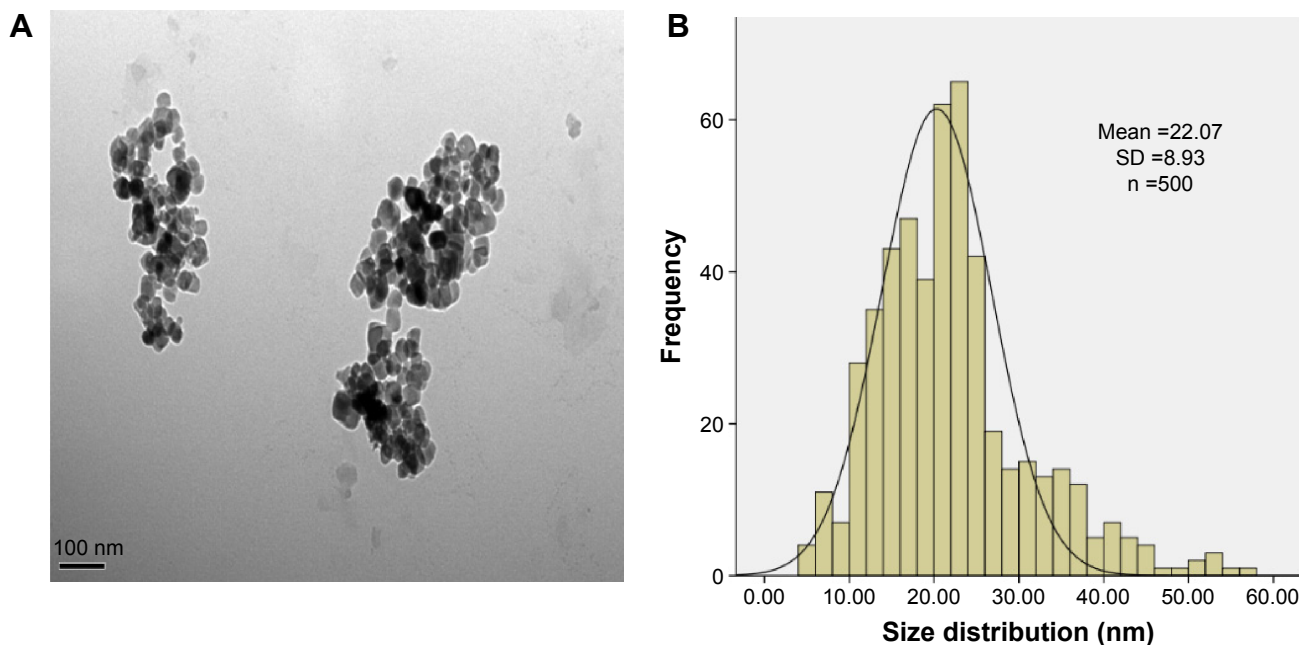 A
100 nm
B
Mean =22.07
SD =8.93
n =500
Frequency
60
40
20
0
0.00 10.00 20.00 30.00 40.00 50.00 60.00
Size distribution (nm)